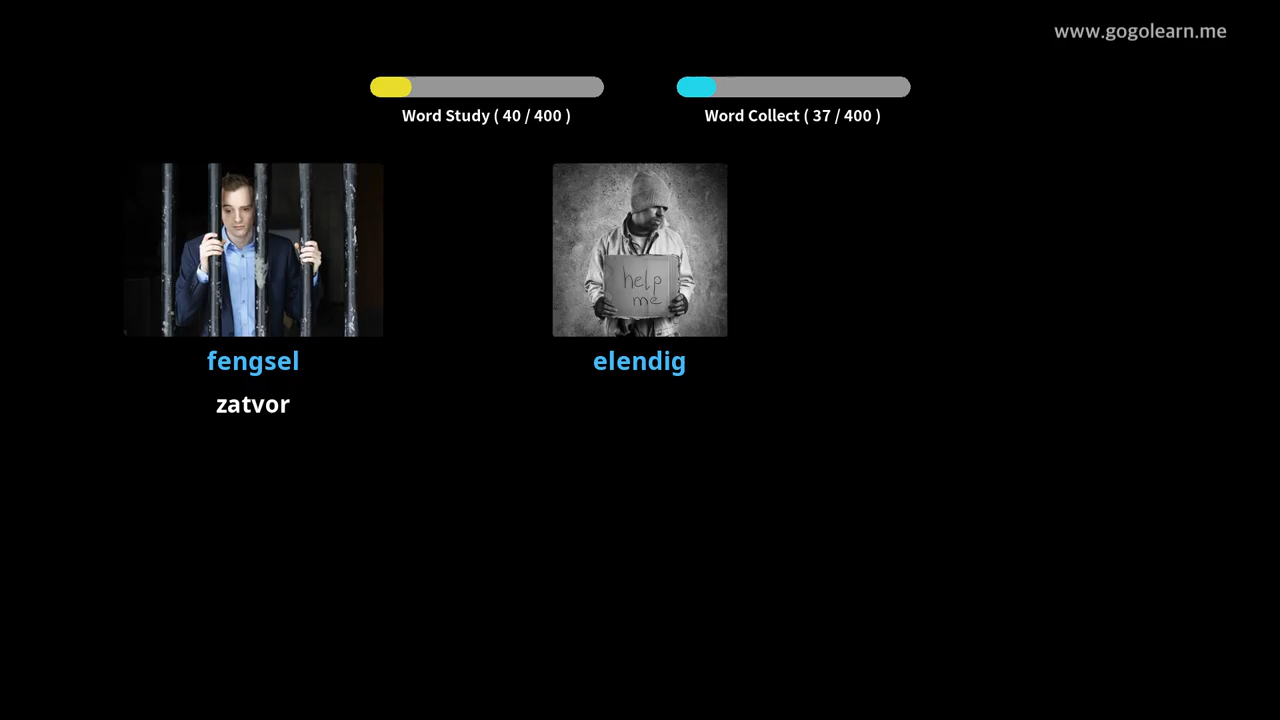 www.gogolearn.me
Word Study ( 40 / 400 )
Word Collect ( 37 / 400 )
help
me
fengsel
elendig
zatvor